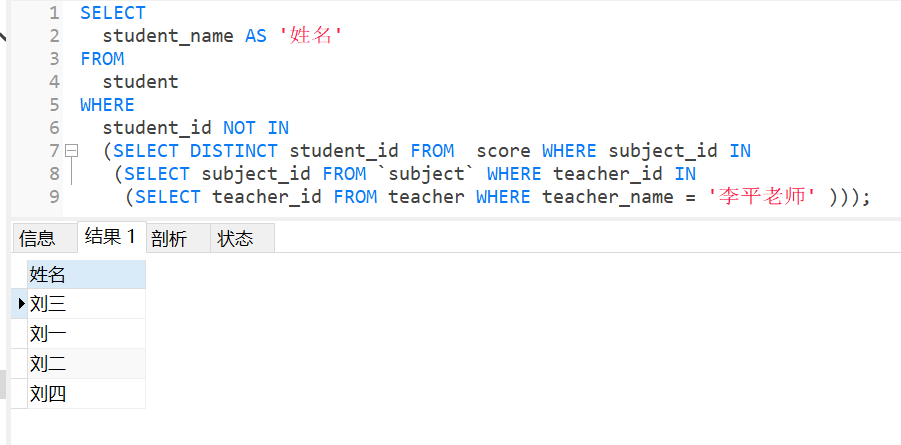 1 SELECT
2 student_name AS '姓名'
3 FROM
4 student
5 WHERE
6 student_id NOT IN
7 (SELECT DISTINCT student_id FROM  score WHERE subject_id IN
8 (SELECT subject_id FROM `subject` WHERE teacher_id IN
9 (SELECT teacher_id FROM teacher WHERE teacher_name = '李平老师' )));
信息 结果 1 剖析 状态
姓名
刘三
刘一
刘二
刘四